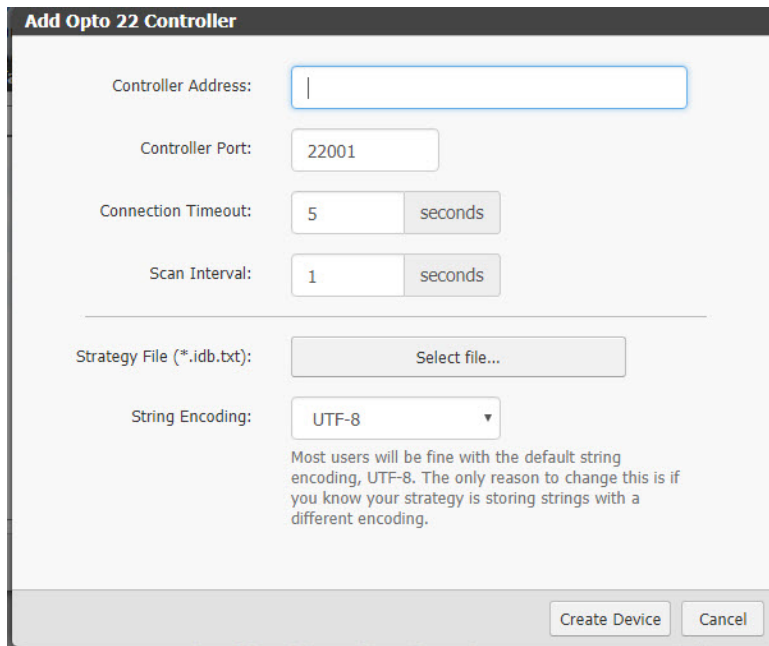 Add Opto 22 Controller
Controller Address:
Controller Port: 22001
Connection Timeout: 5 seconds
Scan Interval: 1 seconds
Strategy File (*.idb.txt): Select file...
String Encoding: UTF-8
Most users will be fine with the default string
encoding, UTF-8. The only reason to change this is if
you know your strategy is storing strings with a
different encoding.
Create Device Cancel